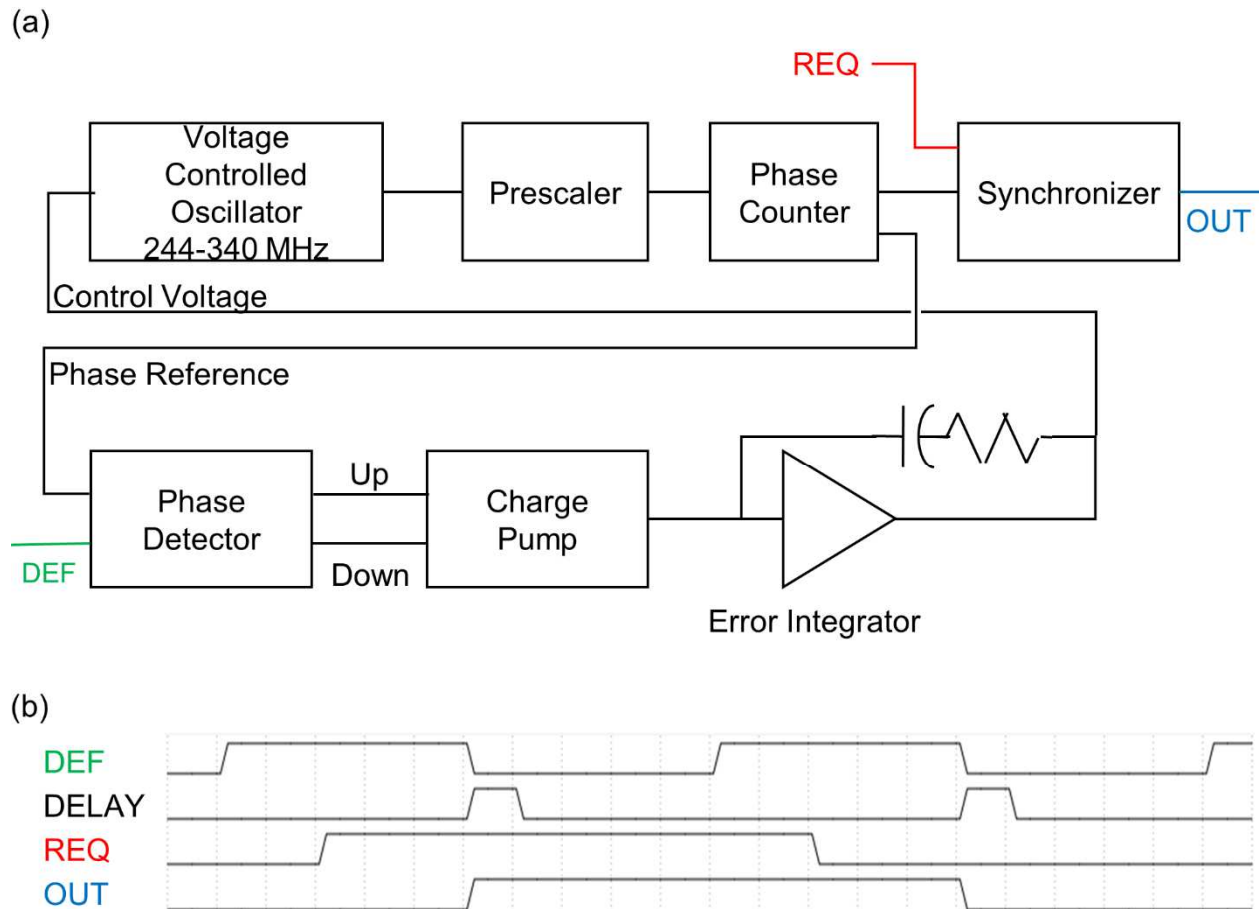 (a)
REQ
Voltage
Controlled
Oscillator
244-340 MHz
Prescaler
Phase
Counter
Synchronizer
OUT
Control Voltage
Phase Reference
Phase
Detector
Up
Down
Charge
Pump
DEF
Error Integrator
(b)
DEF
DELAY
REQ
OUT